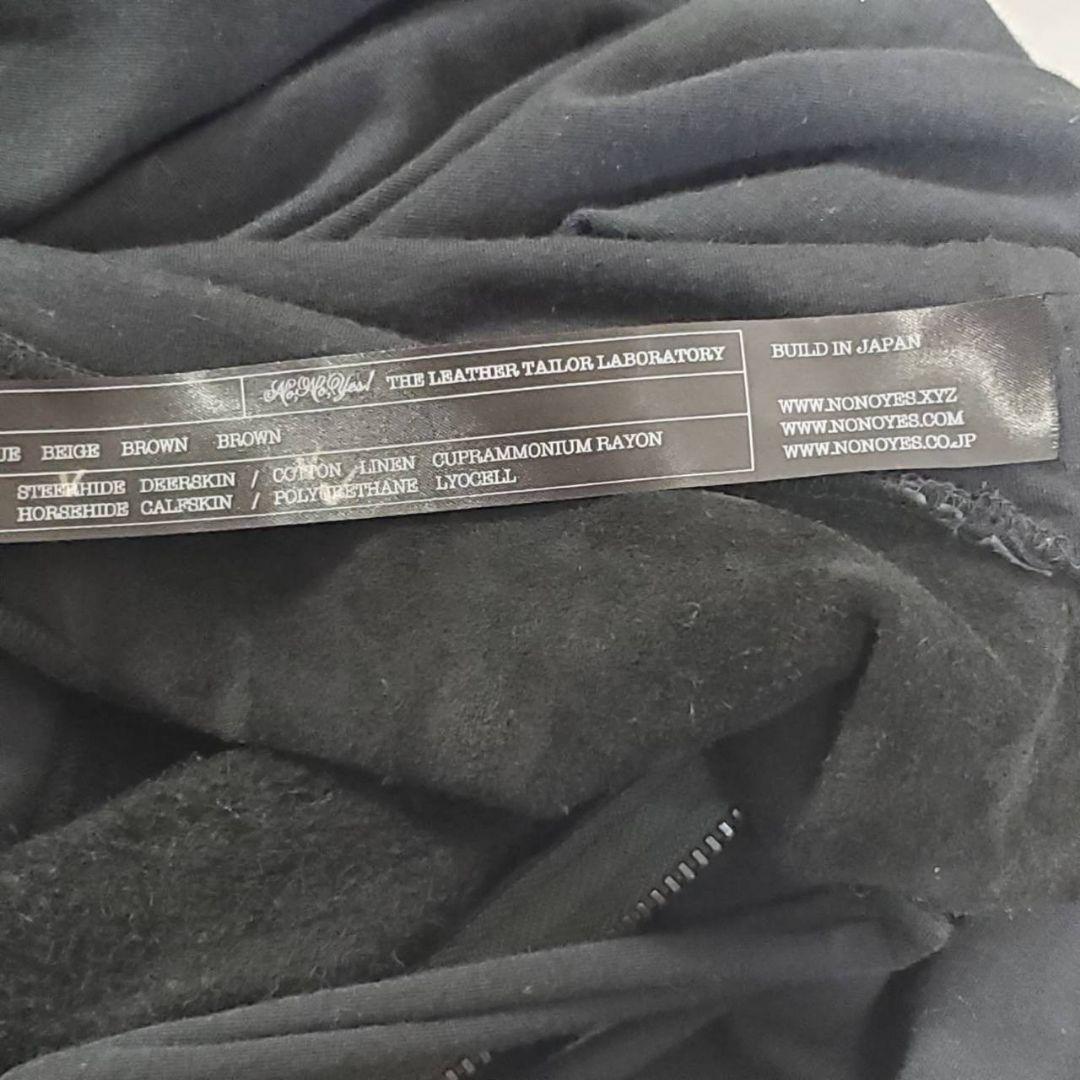 No,No,Yes! THE LEATHER TAILOR LABORATORY
UE BEIGE BROWN BROWN
STEERHIDE DEERSKIN / COTTON LINEN CUPRAMMONIUM RAYON
HORSEHIDE CALFSKIN / POLYURETHANE LYOCELL
BUILD IN JAPAN
WWW.NONOYES.XYZ
WWW.NONOYES.COM
WWW.NONOYES.CO.JP